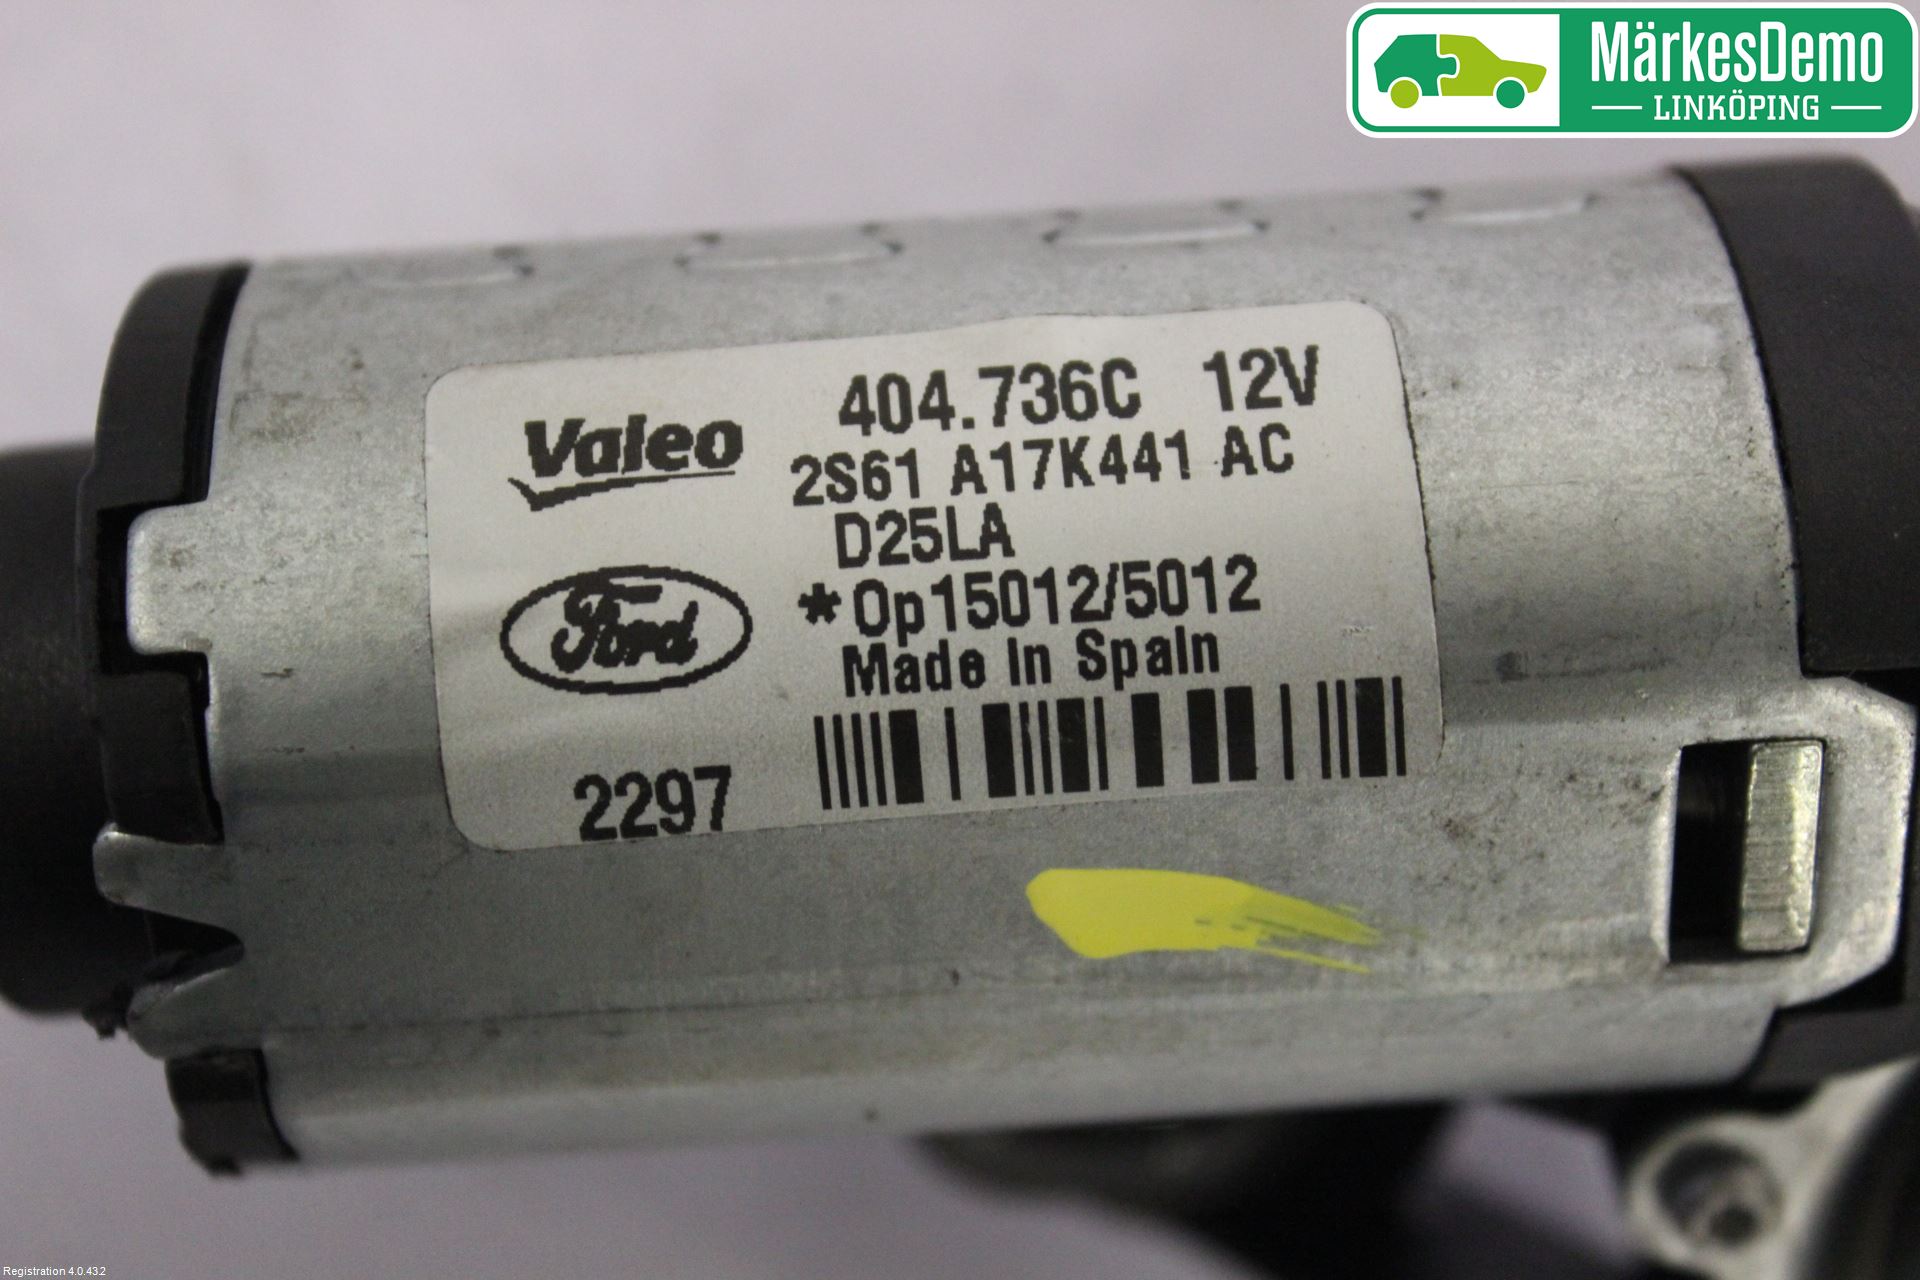 MärkesDemo
LINKÖPING
Valeo
404.736C 12V
2S61 A17K441 AC
D25LA
Ford
*Op15012/5012
Made in Spain
2297
Registration 4.0.43.2